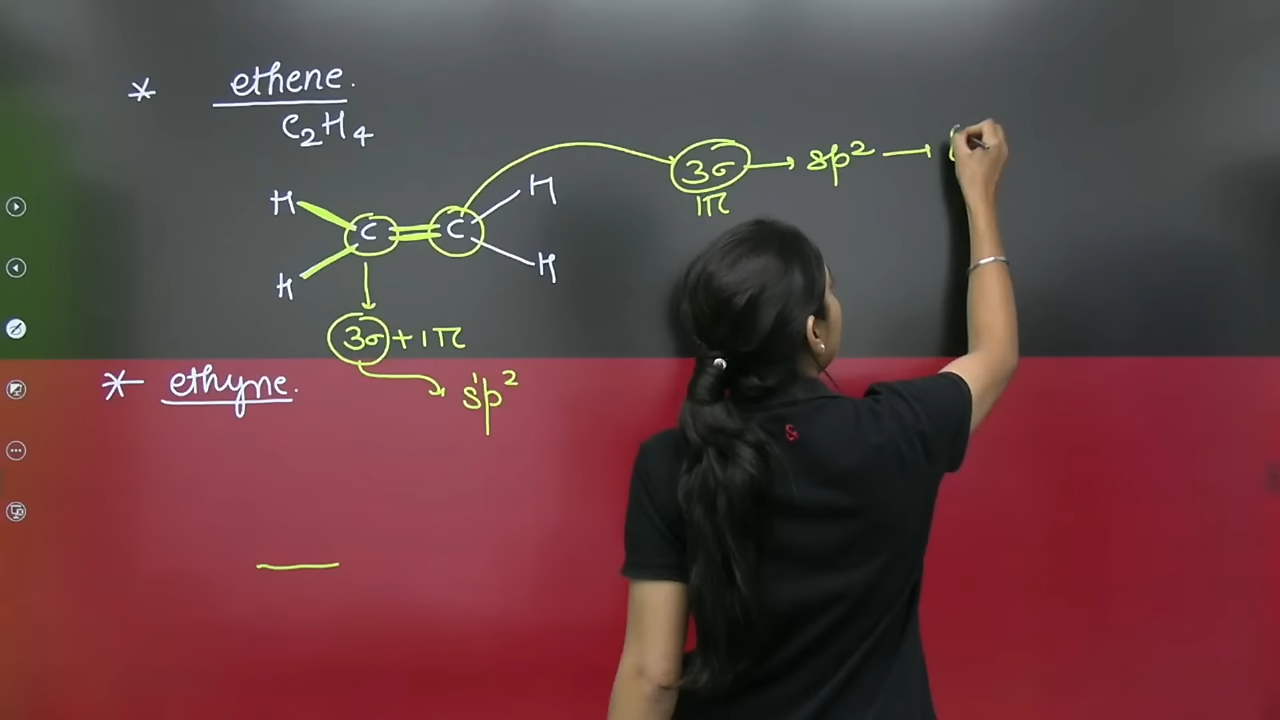 * ethene.
C2H4
3σ → sp² →
1π
H H
C=C
H H
3σ + 1π
* ethyne.
sp²